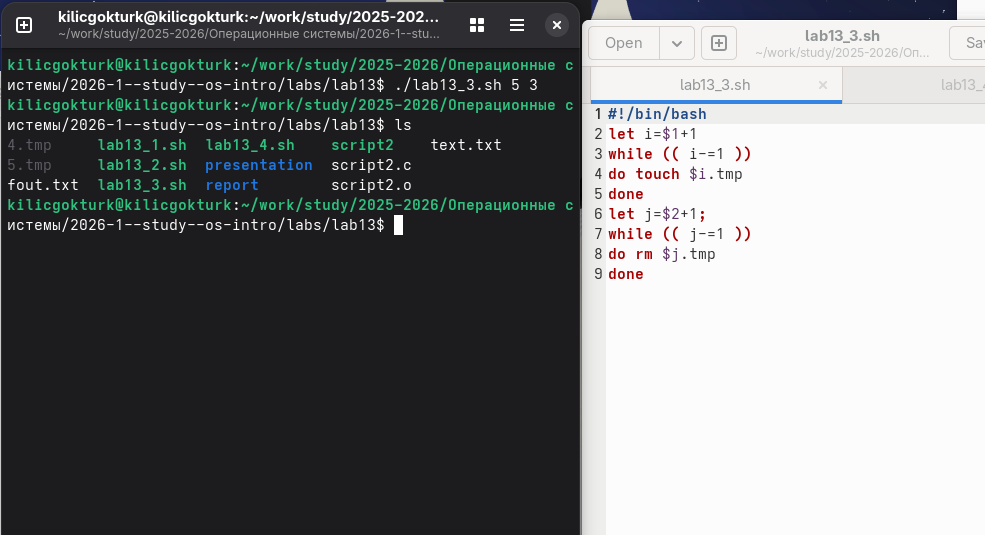 kilicgokturk@kilicgokturk:~/work/study/2025-202...
~/work/study/2025-2026/Операционные системы/2026-1--stu...
kilicgokturk@kilicgokturk:~/work/study/2025-2026/Операционные с
истемы/2026-1--study--os-intro/labs/lab13$ ./lab13_3.sh 5 3
kilicgokturk@kilicgokturk:~/work/study/2025-2026/Операционные с
истемы/2026-1--study--os-intro/labs/lab13$ ls
4.tmp lab13_1.sh lab13_4.sh script2 text.txt
5.tmp lab13_2.sh presentation script2.c
fout.txt lab13_3.sh report script2.o
kilicgokturk@kilicgokturk:~/work/study/2025-2026/Операционные с
истемы/2026-1--study--os-intro/labs/lab13$
Open lab13_3.sh Sa
~/work/study/2025-2026/Оп...
lab13_3.sh × lab13_
1 #!/bin/bash
2 let i=$1+1
3 while (( i-=1 ))
4 do touch $i.tmp
5 done
6 let j=$2+1;
7 while (( j-=1 ))
8 do rm $j.tmp
9 done